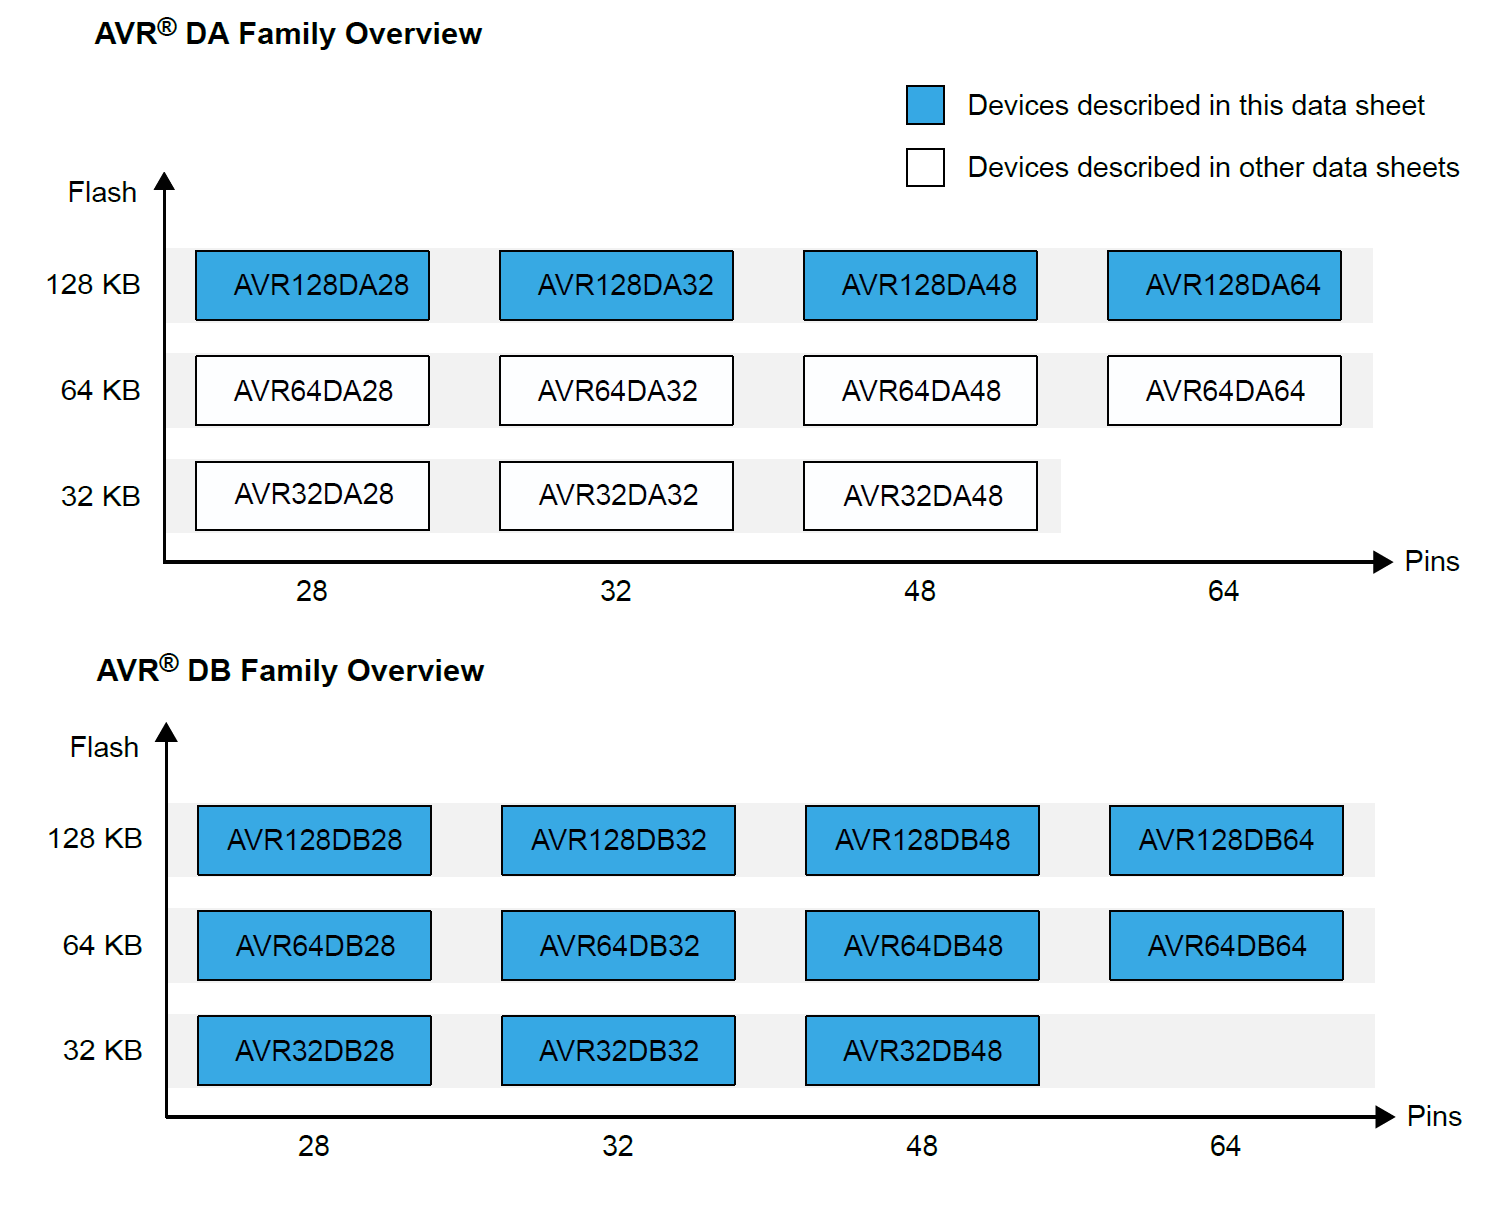 AVR® DA Family Overview
Devices described in this data sheet
Devices described in other data sheets
Flash
128 KB AVR128DA28 AVR128DA32 AVR128DA48 AVR128DA64
64 KB AVR64DA28 AVR64DA32 AVR64DA48 AVR64DA64
32 KB AVR32DA28 AVR32DA32 AVR32DA48
Pins
28 32 48 64
AVR® DB Family Overview
Flash
128 KB AVR128DB28 AVR128DB32 AVR128DB48 AVR128DB64
64 KB AVR64DB28 AVR64DB32 AVR64DB48 AVR64DB64
32 KB AVR32DB28 AVR32DB32 AVR32DB48
Pins
28 32 48 64